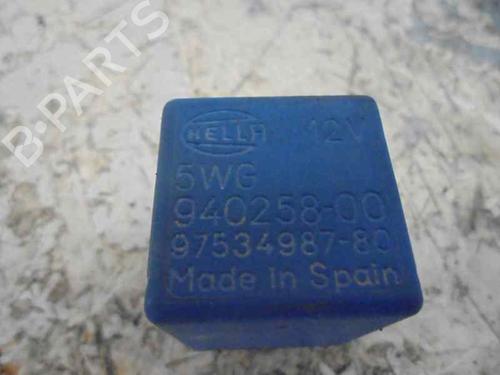 B-PARTS
HELLA 12V
5WG
940258-00
97534987-80
Made in Spain